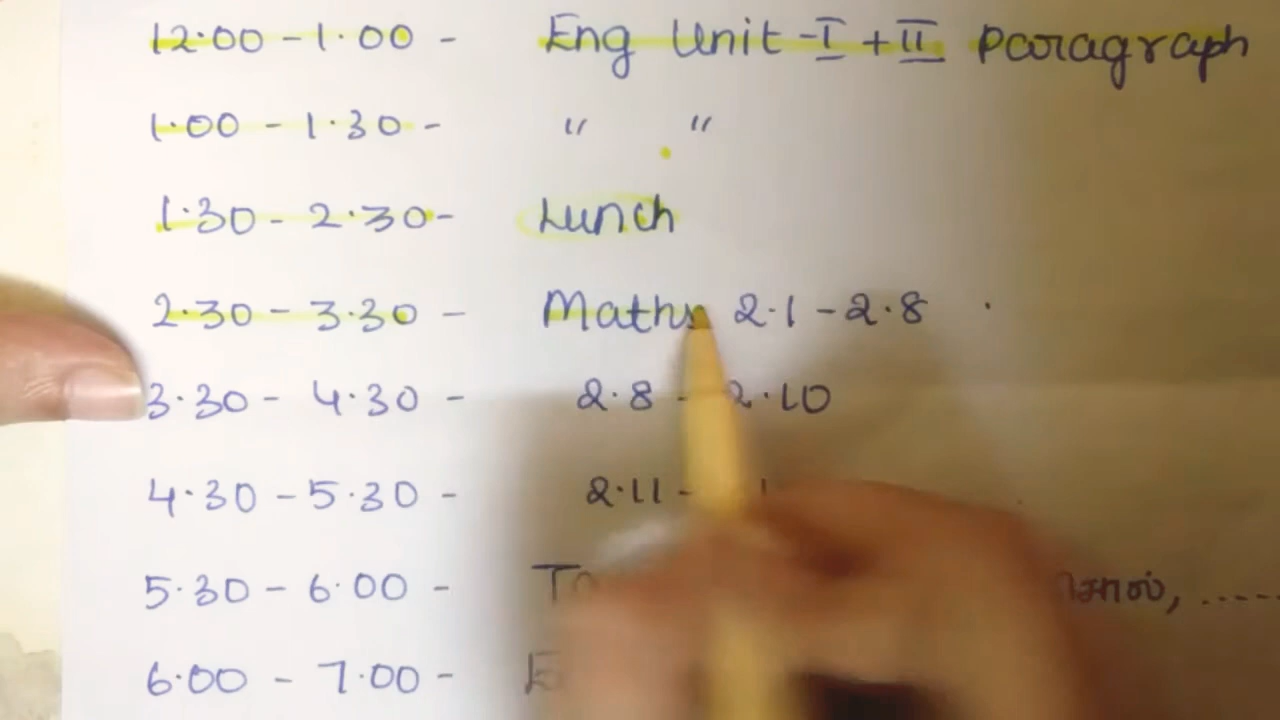 12.00 - 1.00 - Eng Unit - I + II Paragraph
1.00 - 1.30 - " "
1.30 - 2.30 - Lunch
2.30 - 3.30 - Maths 2.1 - 2.8
3.30 - 4.30 - 2.8 - 2.10
4.30 - 5.30 - 2.11 -
5.30 - 6.00 -
6.00 - 7.00 -